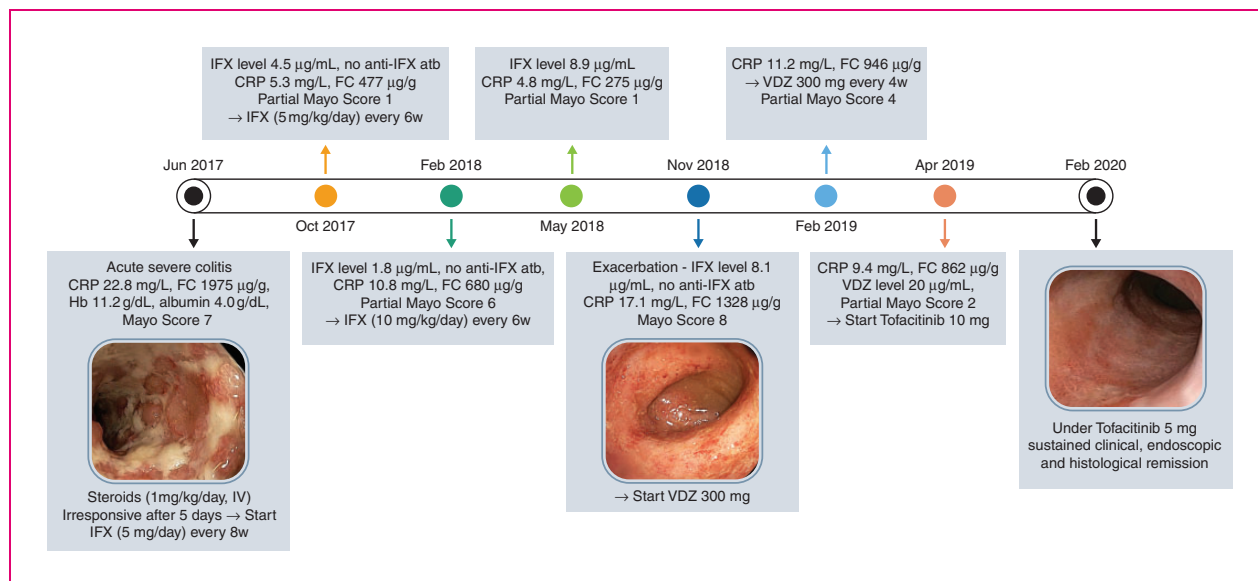 IFX level 4.5 μg/mL, no anti-IFX atb
CRP 5.3 mg/L, FC 477 μg/g
Partial Mayo Score 1
→ IFX (5 mg/kg/day) every 6w
IFX level 8.9 μg/mL
CRP 4.8 mg/L, FC 275 μg/g
Partial Mayo Score 1
CRP 11.2 mg/L, FC 946 μg/g
→ VDZ 300 mg every 4w
Partial Mayo Score 4
Jun 2017
Feb 2018
Nov 2018
Apr 2019
Feb 2020
Oct 2017
May 2018
Feb 2019
Acute severe colitis
CRP 22.8 mg/L, FC 1975 μg/g,
Hb 11.2 g/dL, albumin 4.0 g/dL,
Mayo Score 7
Steroids (1mg/kg/day, IV)
Irresponsive after 5 days → Start
IFX (5 mg/day) every 8w
IFX level 1.8 μg/mL, no anti-IFX atb,
CRP 10.8 mg/L, FC 680 μg/g
Partial Mayo Score 6
→ IFX (10 mg/kg/day) every 6w
Exacerbation - IFX level 8.1
μg/mL, no anti-IFX atb
CRP 17.1 mg/L, FC 1328 μg/g
Mayo Score 8
→ Start VDZ 300 mg
CRP 9.4 mg/L, FC 862 μg/g
VDZ level 20 μg/mL,
Partial Mayo Score 2
→ Start Tofacitinib 10 mg
Under Tofacitinib 5 mg
sustained clinical, endoscopic
and histological remission